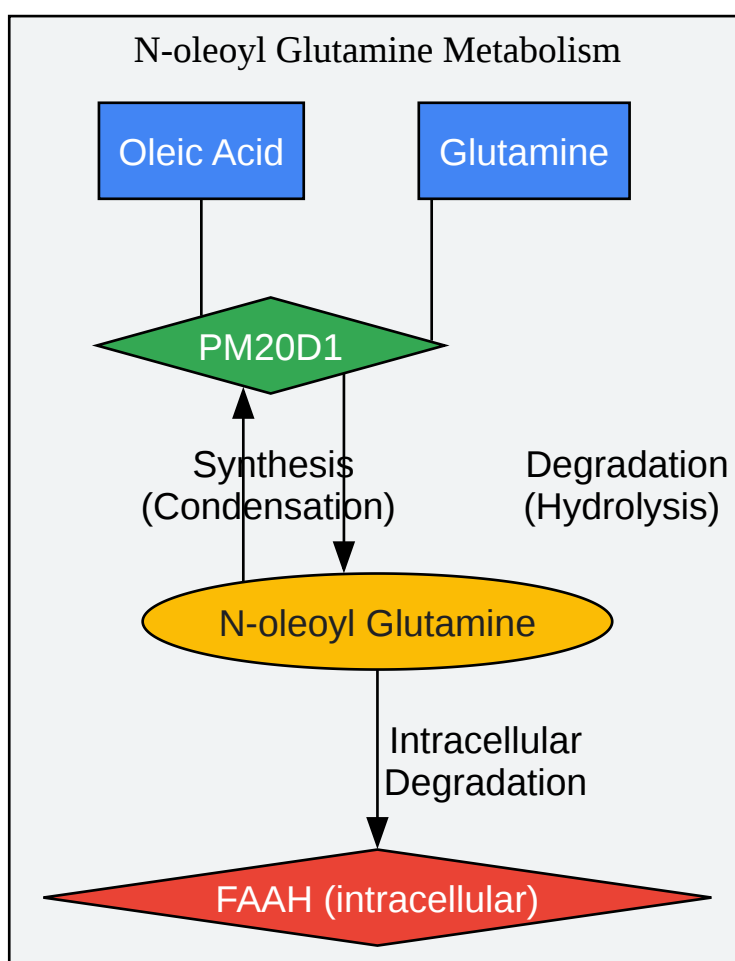 N-oleoyl Glutamine Metabolism
Oleic Acid
Glutamine
PM20D1
Synthesis
(Condensation)
Degradation
(Hydrolysis)
N-oleoyl Glutamine
Intracellular
Degradation
FAAH (intracellular)